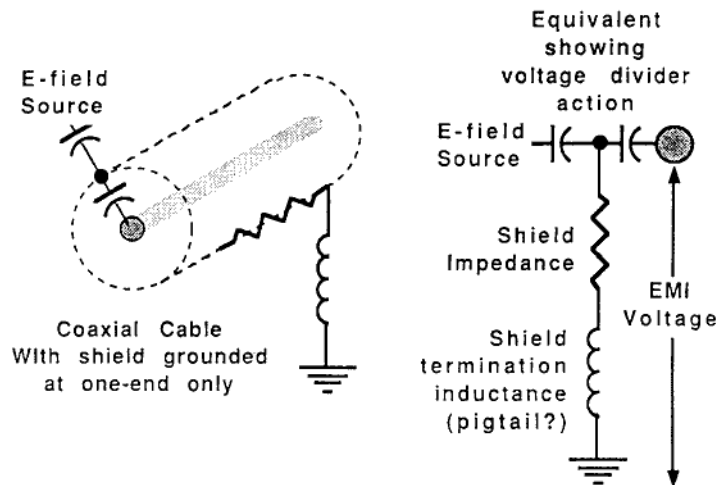 E-field
Source
Coaxial Cable
With shield grounded
at one-end only
Equivalent
showing
voltage divider
action
E-field
Source
Shield
Impedance
EMI
Voltage
Shield
termination
inductance
(pigtail?)